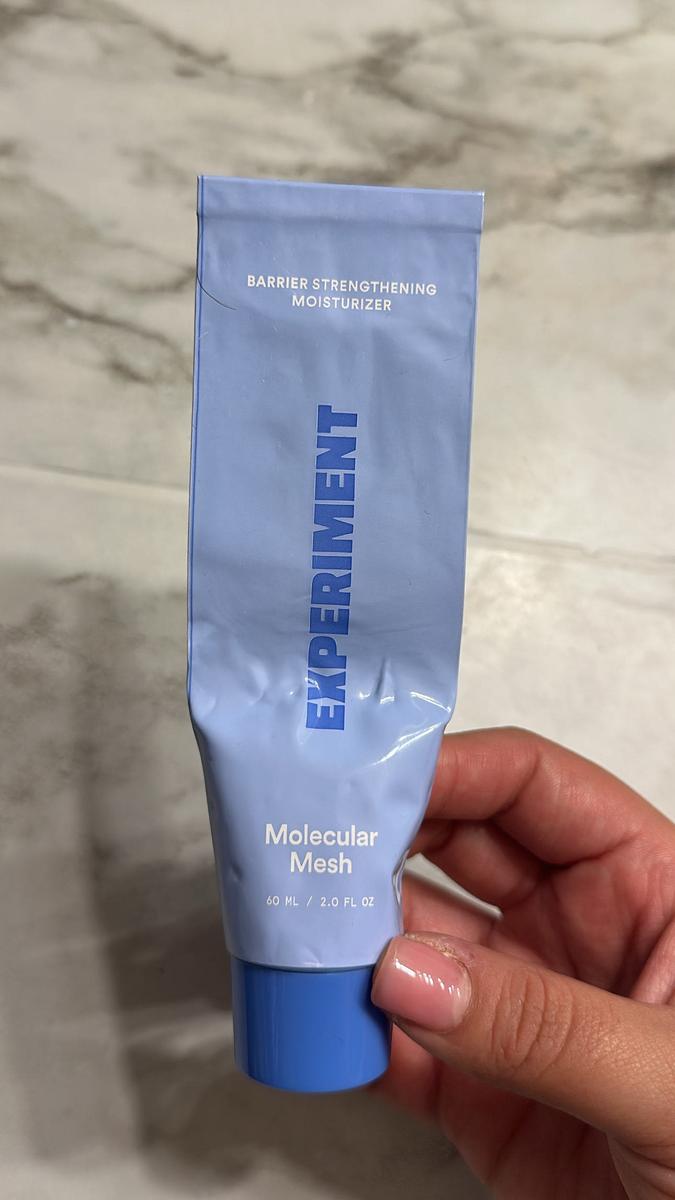 BARRIER STRENGTHENING
MOISTURIZER
EXPERIMENT
Molecular
Mesh
60 ML / 2.0 FL OZ